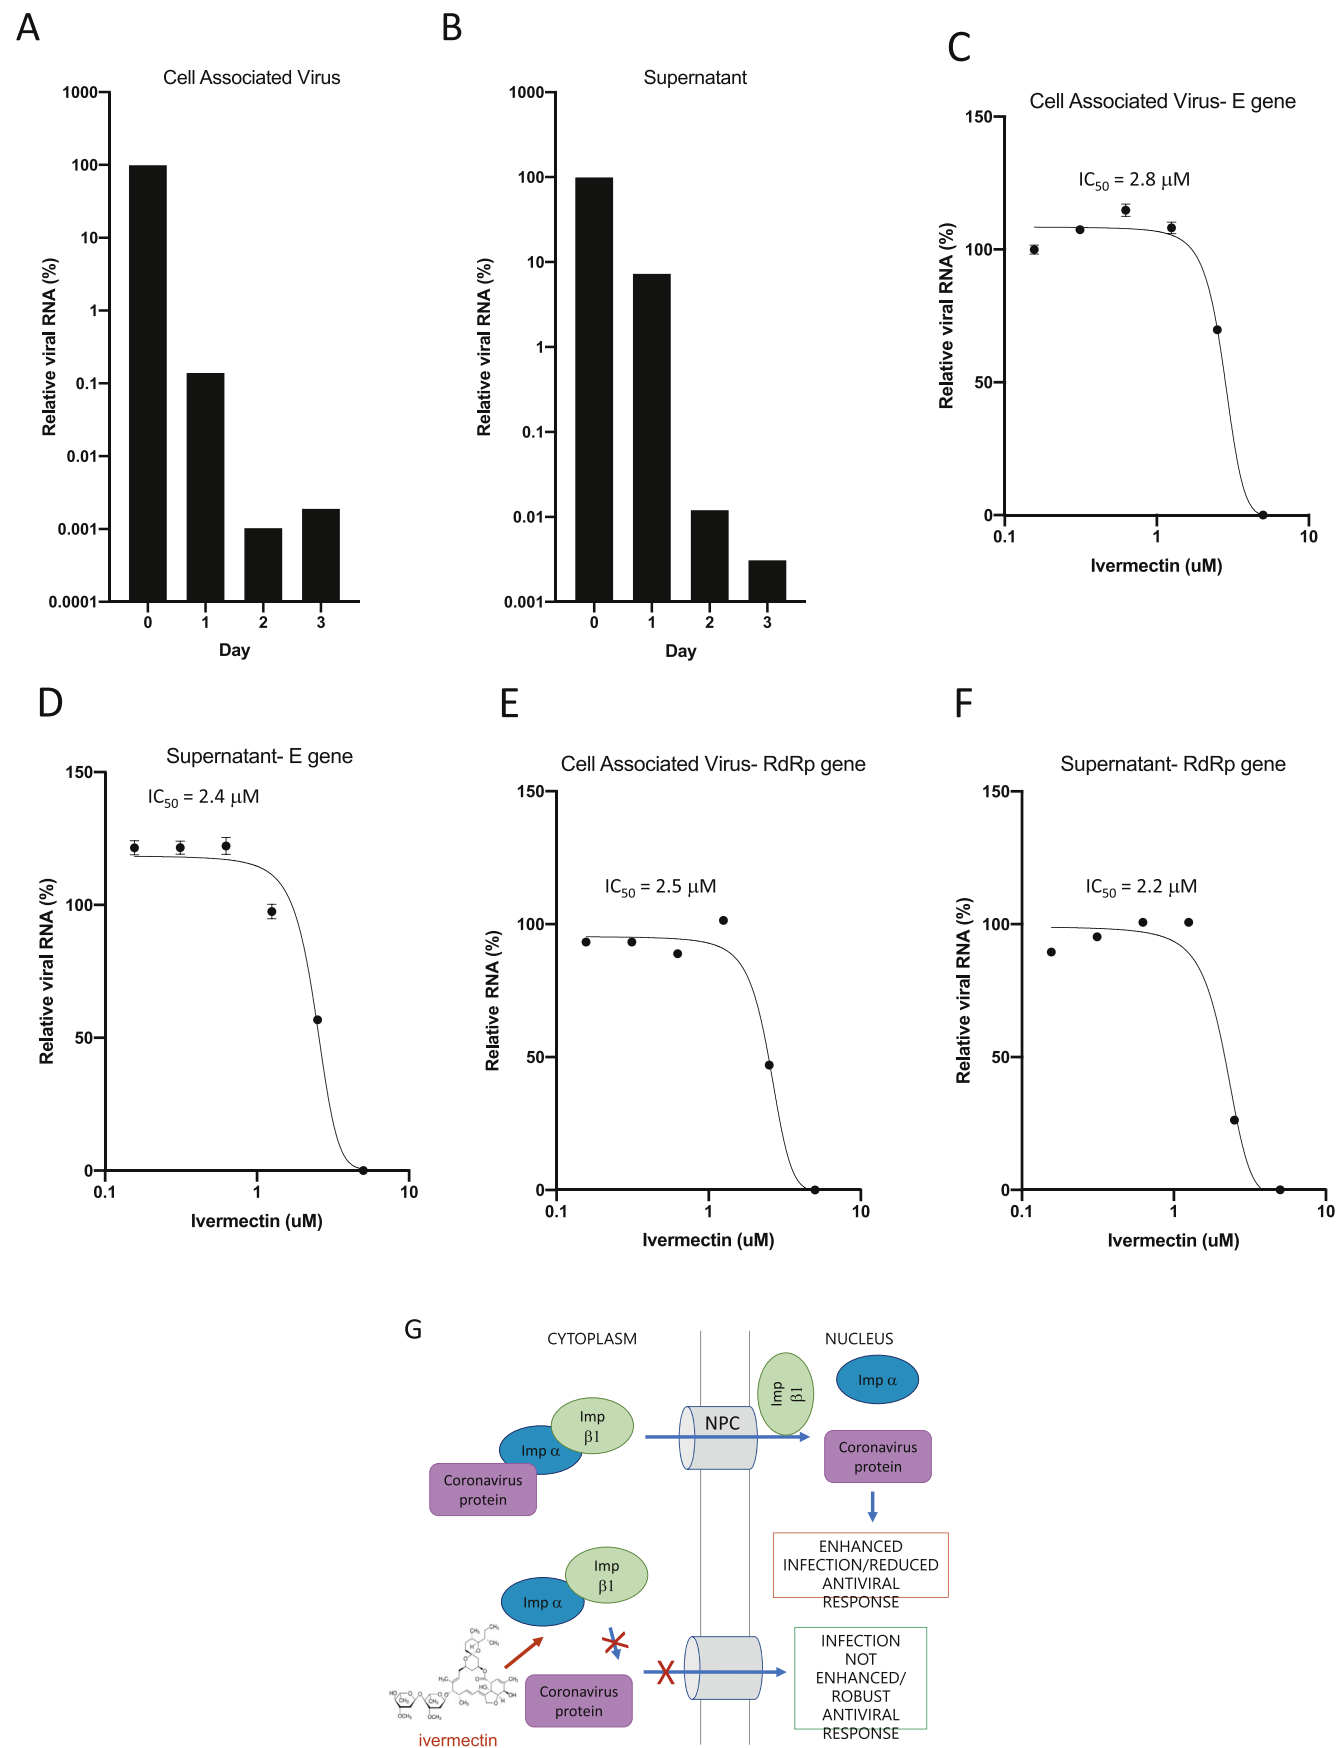 A
Cell Associated Virus
1000
100
10
1
0.1
0.01
0.001
0.0001
Relative viral RNA (%)
0 1 2 3
Day
B
Supernatant
1000
100
10
1
0.1
0.01
0.001
Relative viral RNA (%)
0 1 2 3
Day
C
Cell Associated Virus- E gene
150
100
50
0
Relative viral RNA (%)
IC50 = 2.8 µM
0.1 1 10
Ivermectin (uM)
D
Supernatant- E gene
150
100
50
0
Relative viral RNA (%)
IC50 = 2.4 µM
0.1 1 10
Ivermectin (uM)
E
Cell Associated Virus- RdRp gene
150
100
50
0
Relative RNA (%)
IC50 = 2.5 µM
0.1 1 10
Ivermectin (uM)
F
Supernatant- RdRp gene
150
100
50
0
Relative viral RNA (%)
IC50 = 2.2 µM
0.1 1 10
Ivermectin (uM)
G
CYTOPLASM
NUCLEUS
Imp
β1
Imp α
Coronavirus
protein
NPC
Imp
β1
Imp α
Coronavirus
protein
ENHANCED
INFECTION/REDUCED
ANTIVIRAL
RESPONSE
Imp
β1
Imp α
Coronavirus
protein
ivermectin
INFECTION
NOT
ENHANCED/
ROBUST
ANTIVIRAL
RESPONSE